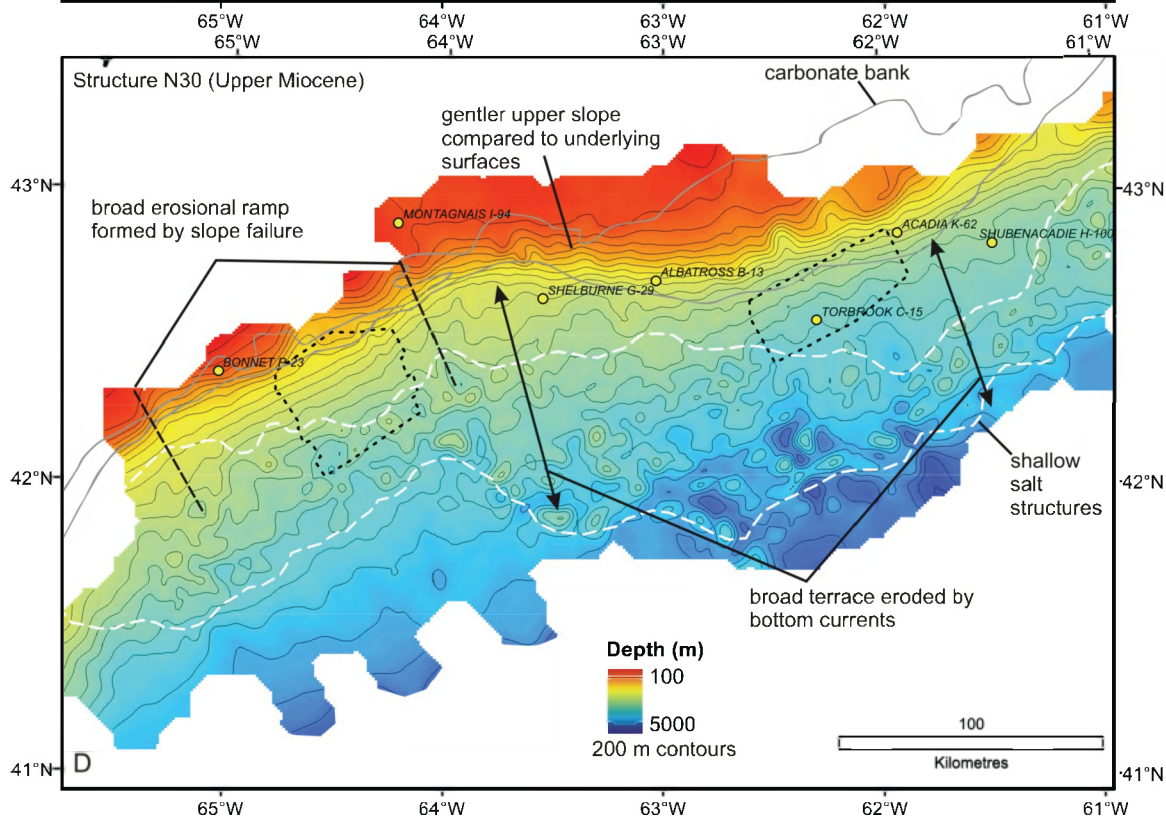 65°W 64°W 63°W 62°W 61°W
65°W 64°W 63°W 62°W 61°W
Structure N30 (Upper Miocene)
carbonate bank
gentler upper slope
compared to underlying
surfaces
43°N
43°N
broad erosional ramp
formed by slope failure
MONTAGNAIS I-94
ACADIA K-62
SHUBENACADIE H-100
ALBATROSS B-13
SHELBURNE G-29
TORBROOK C-15
BONNET P-23
shallow
salt
structures
42°N
42°N
broad terrace eroded by
bottom currents
Depth (m)
100
5000
200 m contours
100
Kilometres
D
41°N
41°N
65°W 64°W 63°W 62°W 61°W